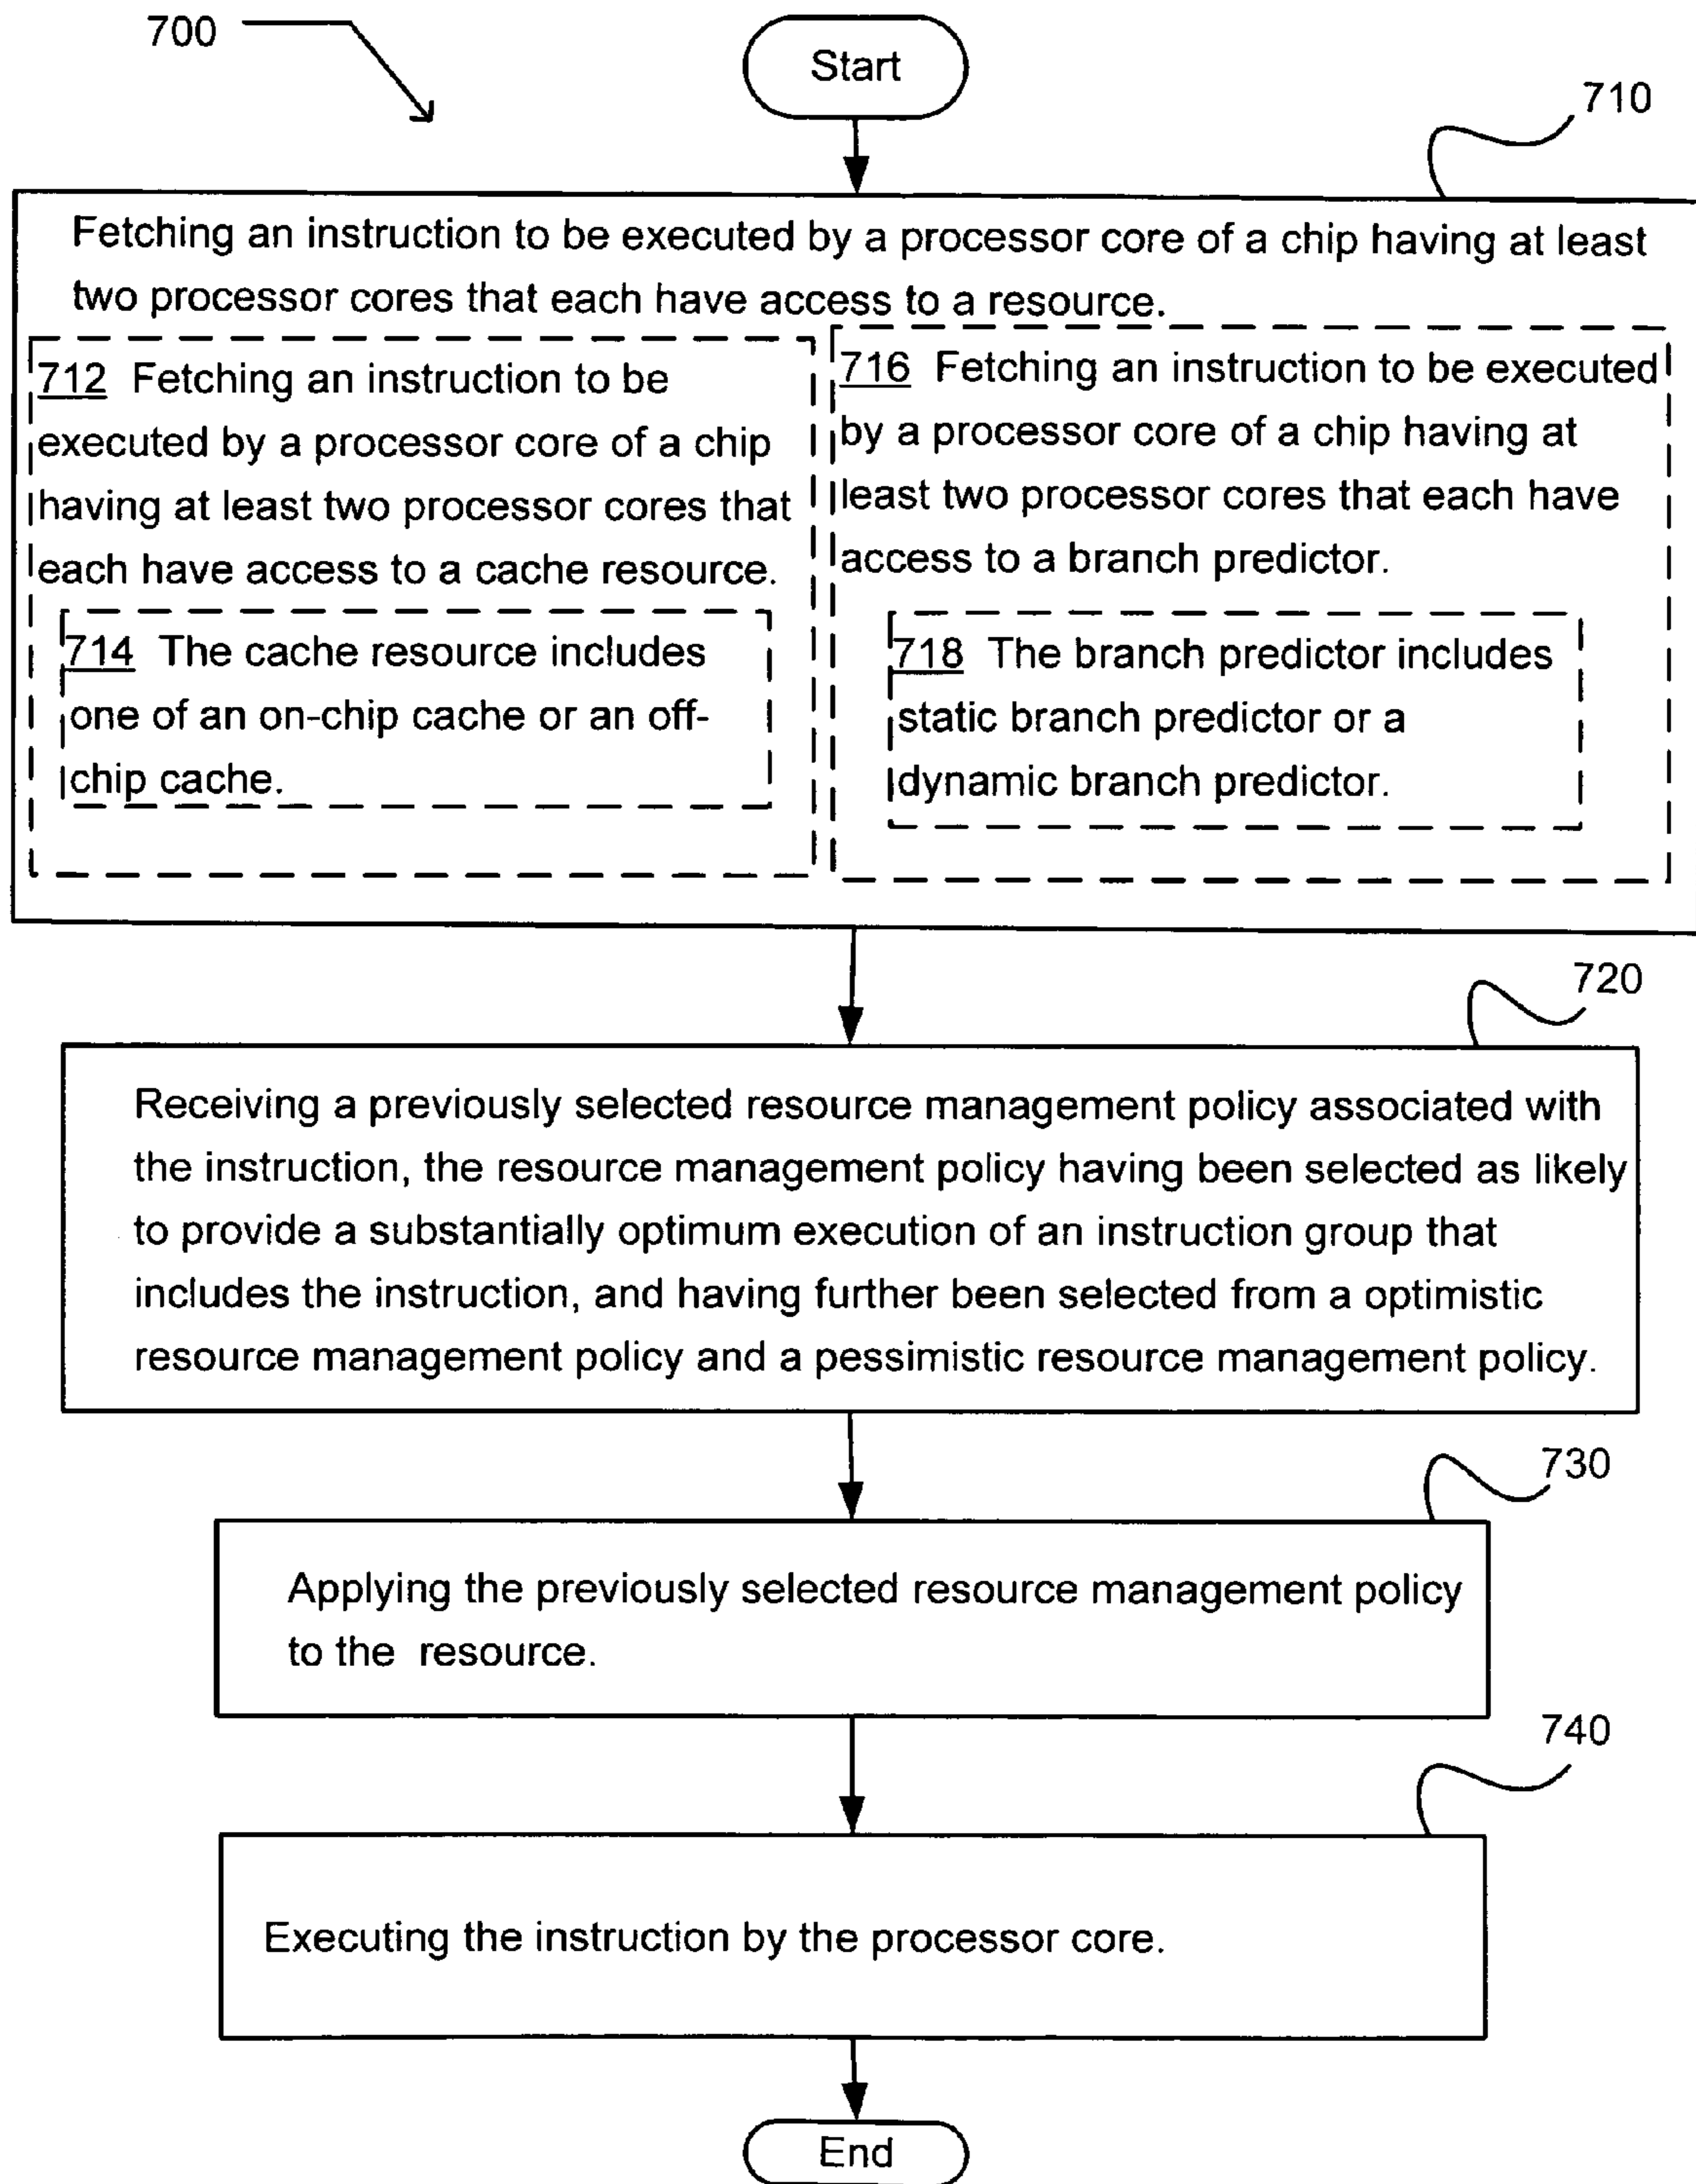 700
Start
710
Fetching an instruction to be executed by a processor core of a chip having at least
two processor cores that each have access to a resource.
712 Fetching an instruction to be
executed by a processor core of a chip
having at least two processor cores that
each have access to a cache resource.
714 The cache resource includes
one of an on-chip cache or an off-
chip cache.
716 Fetching an instruction to be executed
by a processor core of a chip having at
least two processor cores that each have
access to a branch predictor.
718 The branch predictor includes
static branch predictor or a
dynamic branch predictor.
720
Receiving a previously selected resource management policy associated with
the instruction, the resource management policy having been selected as likely
to provide a substantially optimum execution of an instruction group that
includes the instruction, and having further been selected from a optimistic
resource management policy and a pessimistic resource management policy.
730
Applying the previously selected resource management policy
to the resource.
740
Executing the instruction by the processor core.
End